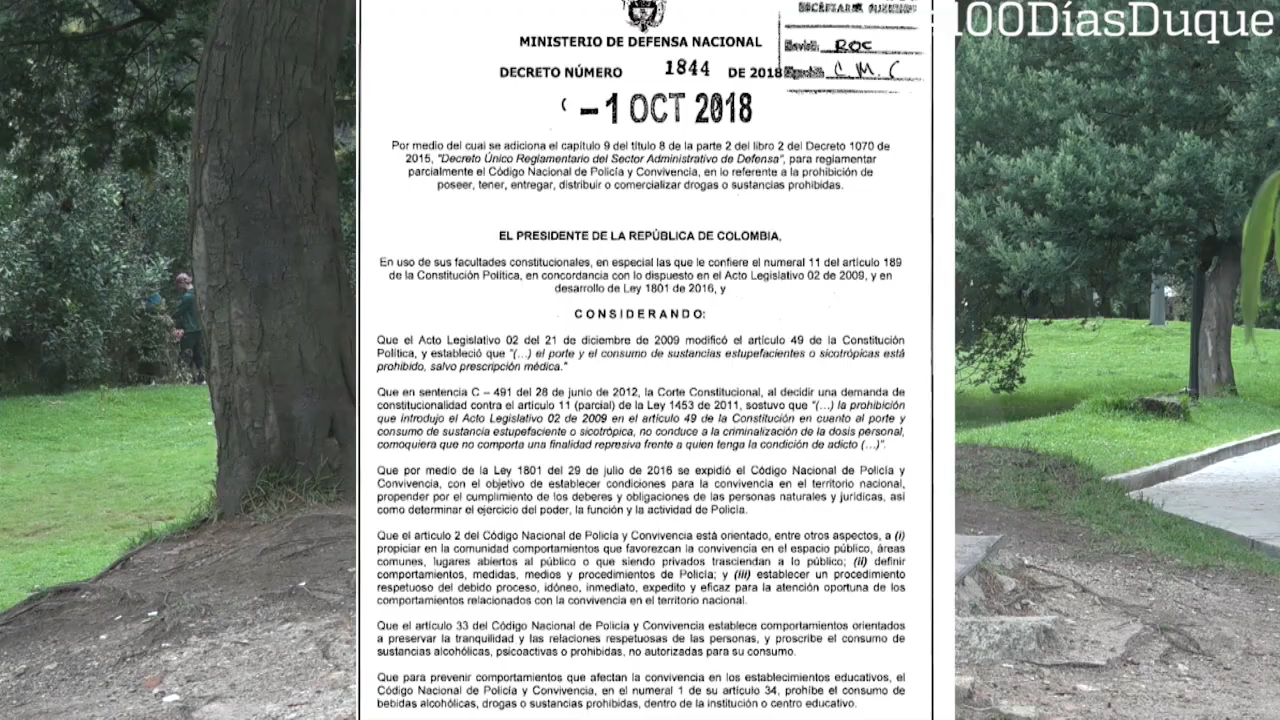 100DíasDuque
MINISTERIO DE DEFENSA NACIONAL
ROC
DECRETO NÚMERO 1844 DE 2018
C.M.C
-1 OCT 2018
Por medio del cual se adiciona el capítulo 9 del título 8 de la parte 2 del libro 2 del Decreto 1070 de
2015, "Decreto Único Reglamentario del Sector Administrativo de Defensa", para reglamentar
parcialmente el Código Nacional de Policía y Convivencia, en lo referente a la prohibición de
poseer, tener, entregar, distribuir o comercializar drogas o sustancias prohibidas.
EL PRESIDENTE DE LA REPÚBLICA DE COLOMBIA,
En uso de sus facultades constitucionales, en especial las que le confiere el numeral 11 del artículo 189
de la Constitución Política, en concordancia con lo dispuesto en el Acto Legislativo 02 de 2009, y en
desarrollo de Ley 1801 de 2016, y
CONSIDERANDO:
Que el Acto Legislativo 02 del 21 de diciembre de 2009 modificó el artículo 49 de la Constitución
Política, y estableció que "(...) el porte y el consumo de sustancias estupefacientes o sicotrópicas está
prohibido, salvo prescripción médica."
Que en sentencia C – 491 del 28 de junio de 2012, la Corte Constitucional, al decidir una demanda de
constitucionalidad contra el artículo 11 (parcial) de la Ley 1453 de 2011, sostuvo que "(...) la prohibición
que introdujo el Acto Legislativo 02 de 2009 en el artículo 49 de la Constitución en cuanto al porte y
consumo de sustancia estupefaciente o sicotrópica, no conduce a la criminalización de la dosis personal,
comoquiera que no comporta una finalidad represiva frente a quien tenga la condición de adicto (...)".
Que por medio de la Ley 1801 del 29 de julio de 2016 se expidió el Código Nacional de Policía y
Convivencia, con el objetivo de establecer condiciones para la convivencia en el territorio nacional,
propender por el cumplimiento de los deberes y obligaciones de las personas naturales y jurídicas, así
como determinar el ejercicio del poder, la función y la actividad de Policía.
Que el artículo 2 del Código Nacional de Policía y Convivencia está orientado, entre otros aspectos, a (i)
propiciar en la comunidad comportamientos que favorezcan la convivencia en el espacio público, áreas
comunes, lugares abiertos al público o que siendo privados trasciendan a lo público; (ii) definir
comportamientos, medidas, medios y procedimientos de Policía; y (iii) establecer un procedimiento
respetuoso del debido proceso, idóneo, inmediato, expedito y eficaz para la atención oportuna de los
comportamientos relacionados con la convivencia en el territorio nacional.
Que el artículo 33 del Código Nacional de Policía y Convivencia establece comportamientos orientados
a preservar la tranquilidad y las relaciones respetuosas de las personas, y proscribe el consumo de
sustancias alcohólicas, psicoactivas o prohibidas, no autorizadas para su consumo.
Que para prevenir comportamientos que afectan la convivencia en los establecimientos educativos, el
Código Nacional de Policía y Convivencia, en el numeral 1 de su artículo 34, prohíbe el consumo de
bebidas alcohólicas, drogas o sustancias prohibidas, dentro de la institución o centro educativo.